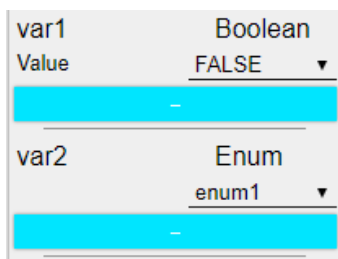 var1 Boolean
Value FALSE ▼
–
var2 Enum
enum1 ▼
–